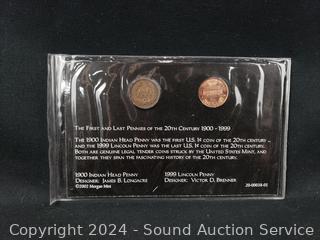 The First and Last Pennies of the 20th Century 1900 - 1999
The 1900 Indian Head Penny was the first U.S. 1¢ coin of the 20th century ...
and the 1999 Lincoln Penny was the last U.S. 1¢ coin of the 20th century.
Both are genuine legal tender coins struck by the United States Mint, and
together they span the fascinating history of the 20th century.
1900 Indian Head Penny
Designer: James B. Longacre
©2002 Morgan Mint
1999 Lincoln Penny
Designer: Victor D. Brenner
20-00038-01
Copyright 2024 - Sound Auction Service